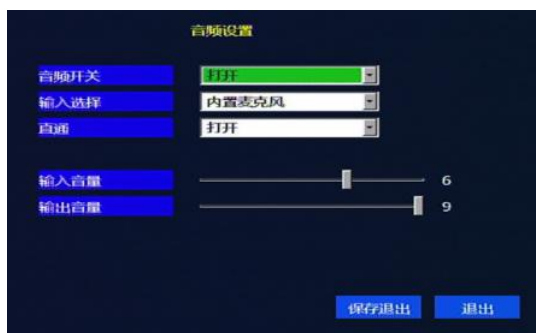 音频设置
音频开关 打开
输入选择 内置麦克风
直通 打开
输入音量 6
输出音量 9
保存退出 退出